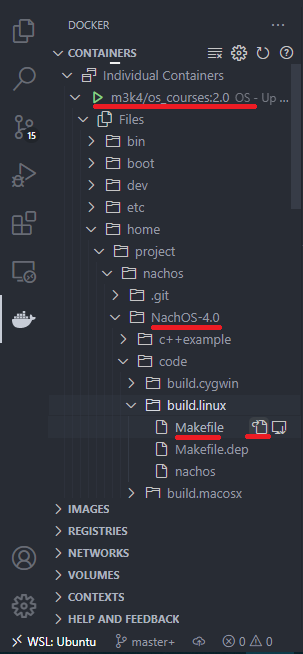 DOCKER
CONTAINERS
Individual Containers
m3k4/os_courses:2.0 OS - Up ...
Files
bin
boot
dev
etc
home
project
nachos
.git
NachOS-4.0
c++example
code
build.cygwin
build.linux
Makefile
Makefile.dep
nachos
build.macosx
IMAGES
REGISTRIES
NETWORKS
VOLUMES
CONTEXTS
HELP AND FEEDBACK
15
WSL: Ubuntu master+ 0 0